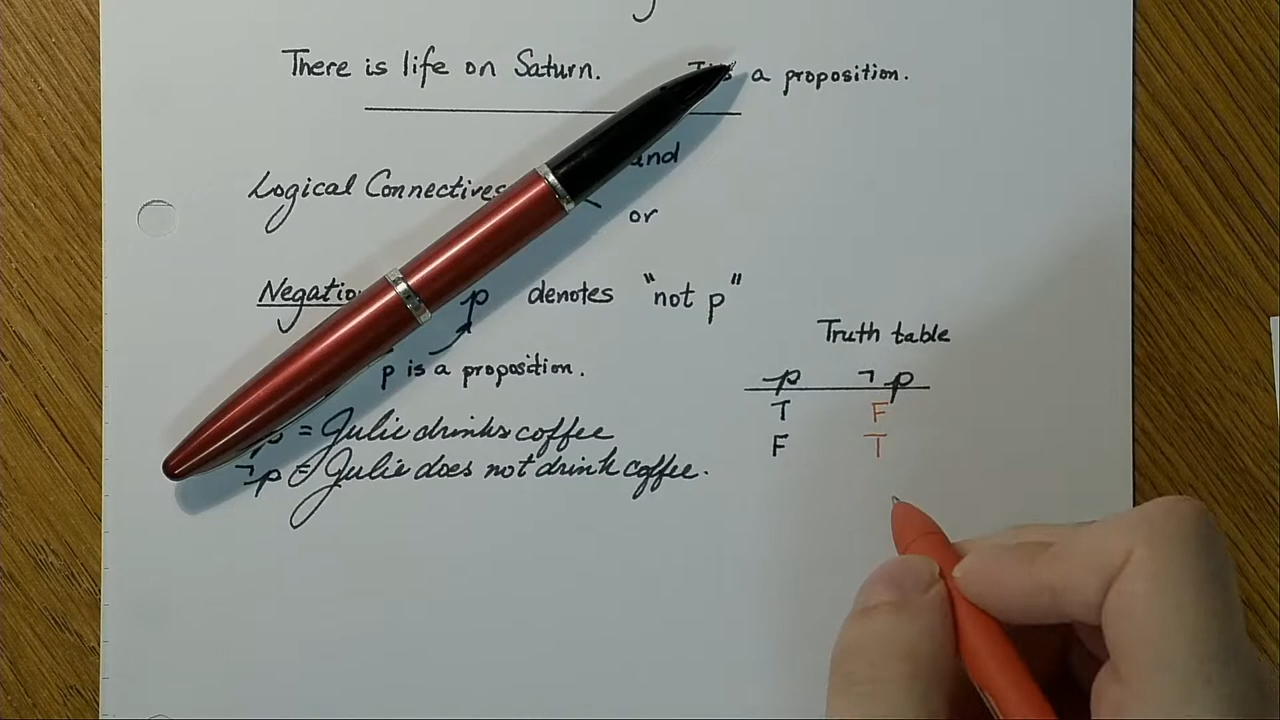 There is life on Saturn. a proposition.
Logical Connectives and
or
p denotes "not p"
p is a proposition.
Truth table
p ¬p
T F
F T
p = Julie drinks coffee
¬p = Julie does not drink coffee.